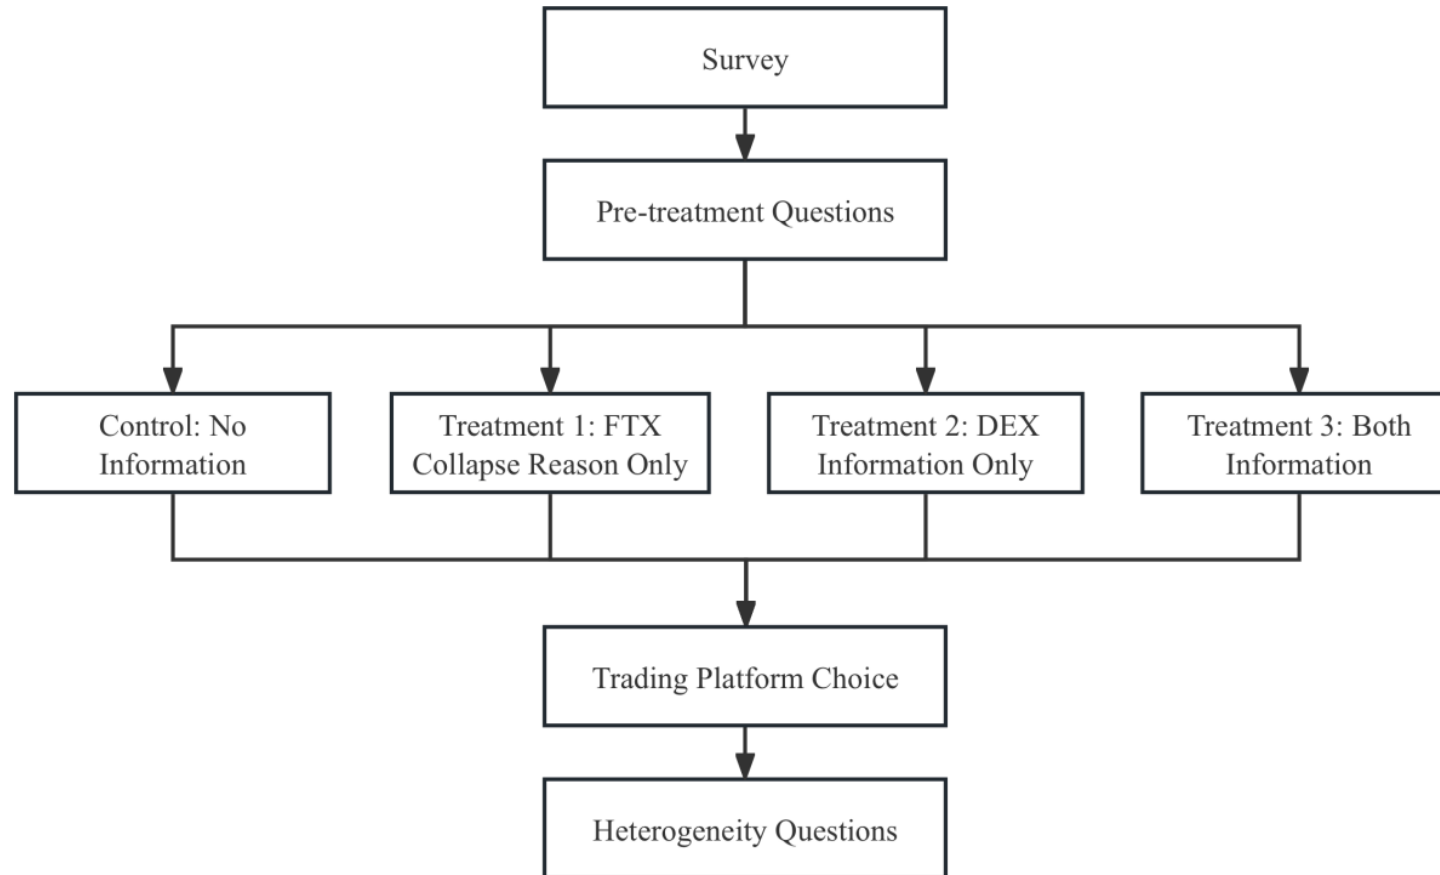 Survey
Pre-treatment Questions
Control: No
Information
Treatment 1: FTX
Collapse Reason Only
Treatment 2: DEX
Information Only
Treatment 3: Both
Information
Trading Platform Choice
Heterogeneity Questions